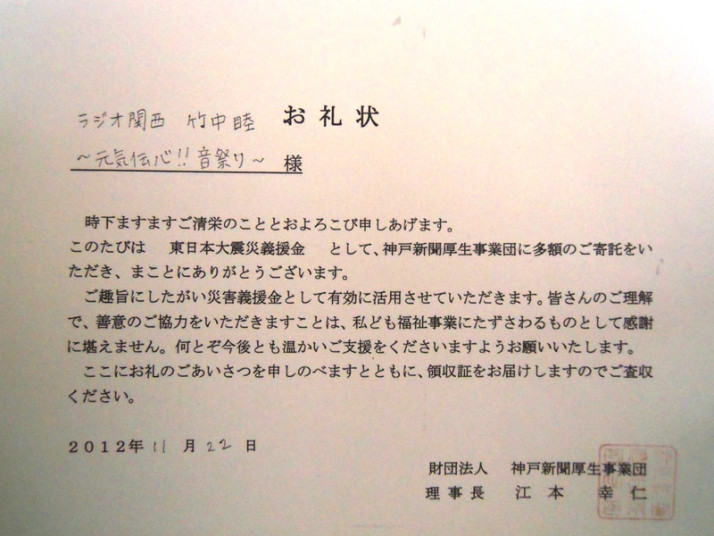 お礼状
ラジオ関西 竹中睦
～元気伝心!!音祭り～ 様
時下ますますご清栄のこととおよろこび申しあげます。
このたびは 東日本大震災義援金 として、神戸新聞厚生事業団に多額のご寄託をい
ただき、まことにありがとうございます。
ご趣旨にしたがい災害義援金として有効に活用させていただきます。皆さんのご理解
で、善意のご協力をいただきますことは、私ども福祉事業にたずさわるものとして感謝
に堪えません。何とぞ今後とも温かいご支援をくださいますようお願いいたします。
ここにお礼のごあいさつを申しのべますとともに、領収証をお届けしますのでご査収
ください。
２０１２年 11 月 22 日
財団法人 神戸新聞厚生事業団
理事長 江本 幸仁